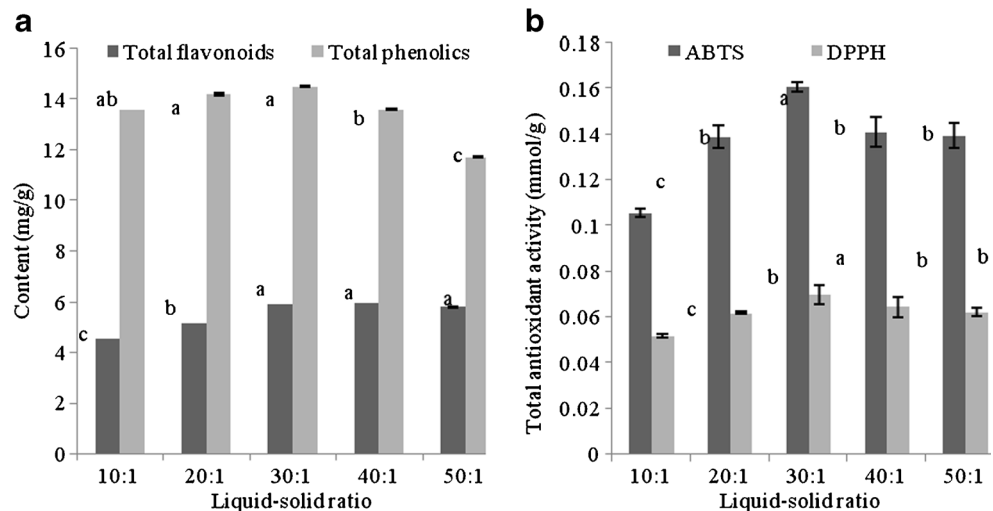 a
Total flavonoids Total phenolics
16
14
12
10
8
6
4
2
0
Content (mg/g)
ab
a
a
b
c
c
b
a
a
a
10:1 20:1 30:1 40:1 50:1
Liquid-solid ratio
b
ABTS DPPH
0.18
0.16
0.14
0.12
0.1
0.08
0.06
0.04
0.02
0
Total antioxidant activity (mmol/g)
c
b
a
b
b
c
b
a
b
b
10:1 20:1 30:1 40:1 50:1
Liquid-solid ratio